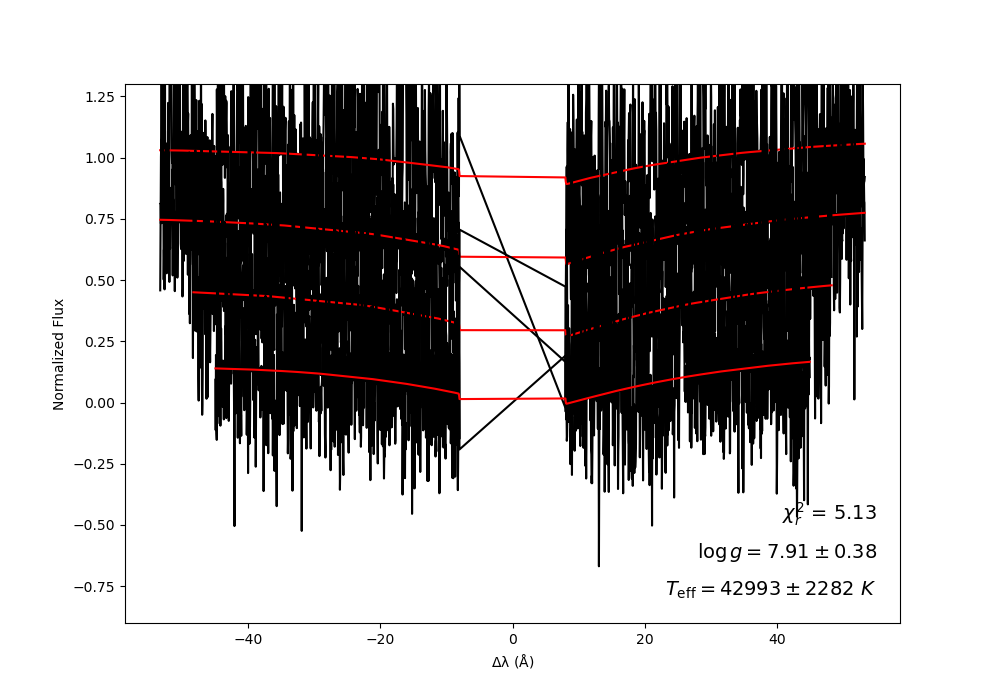 1.25
1.00
0.75
0.50
0.25
0.00
−0.25
−0.50
−0.75
Normalized Flux
χ²ᵣ = 5.13
log g = 7.91 ± 0.38
T_eff = 42993 ± 2282 K
−40 −20 0 20 40
Δλ (Å)